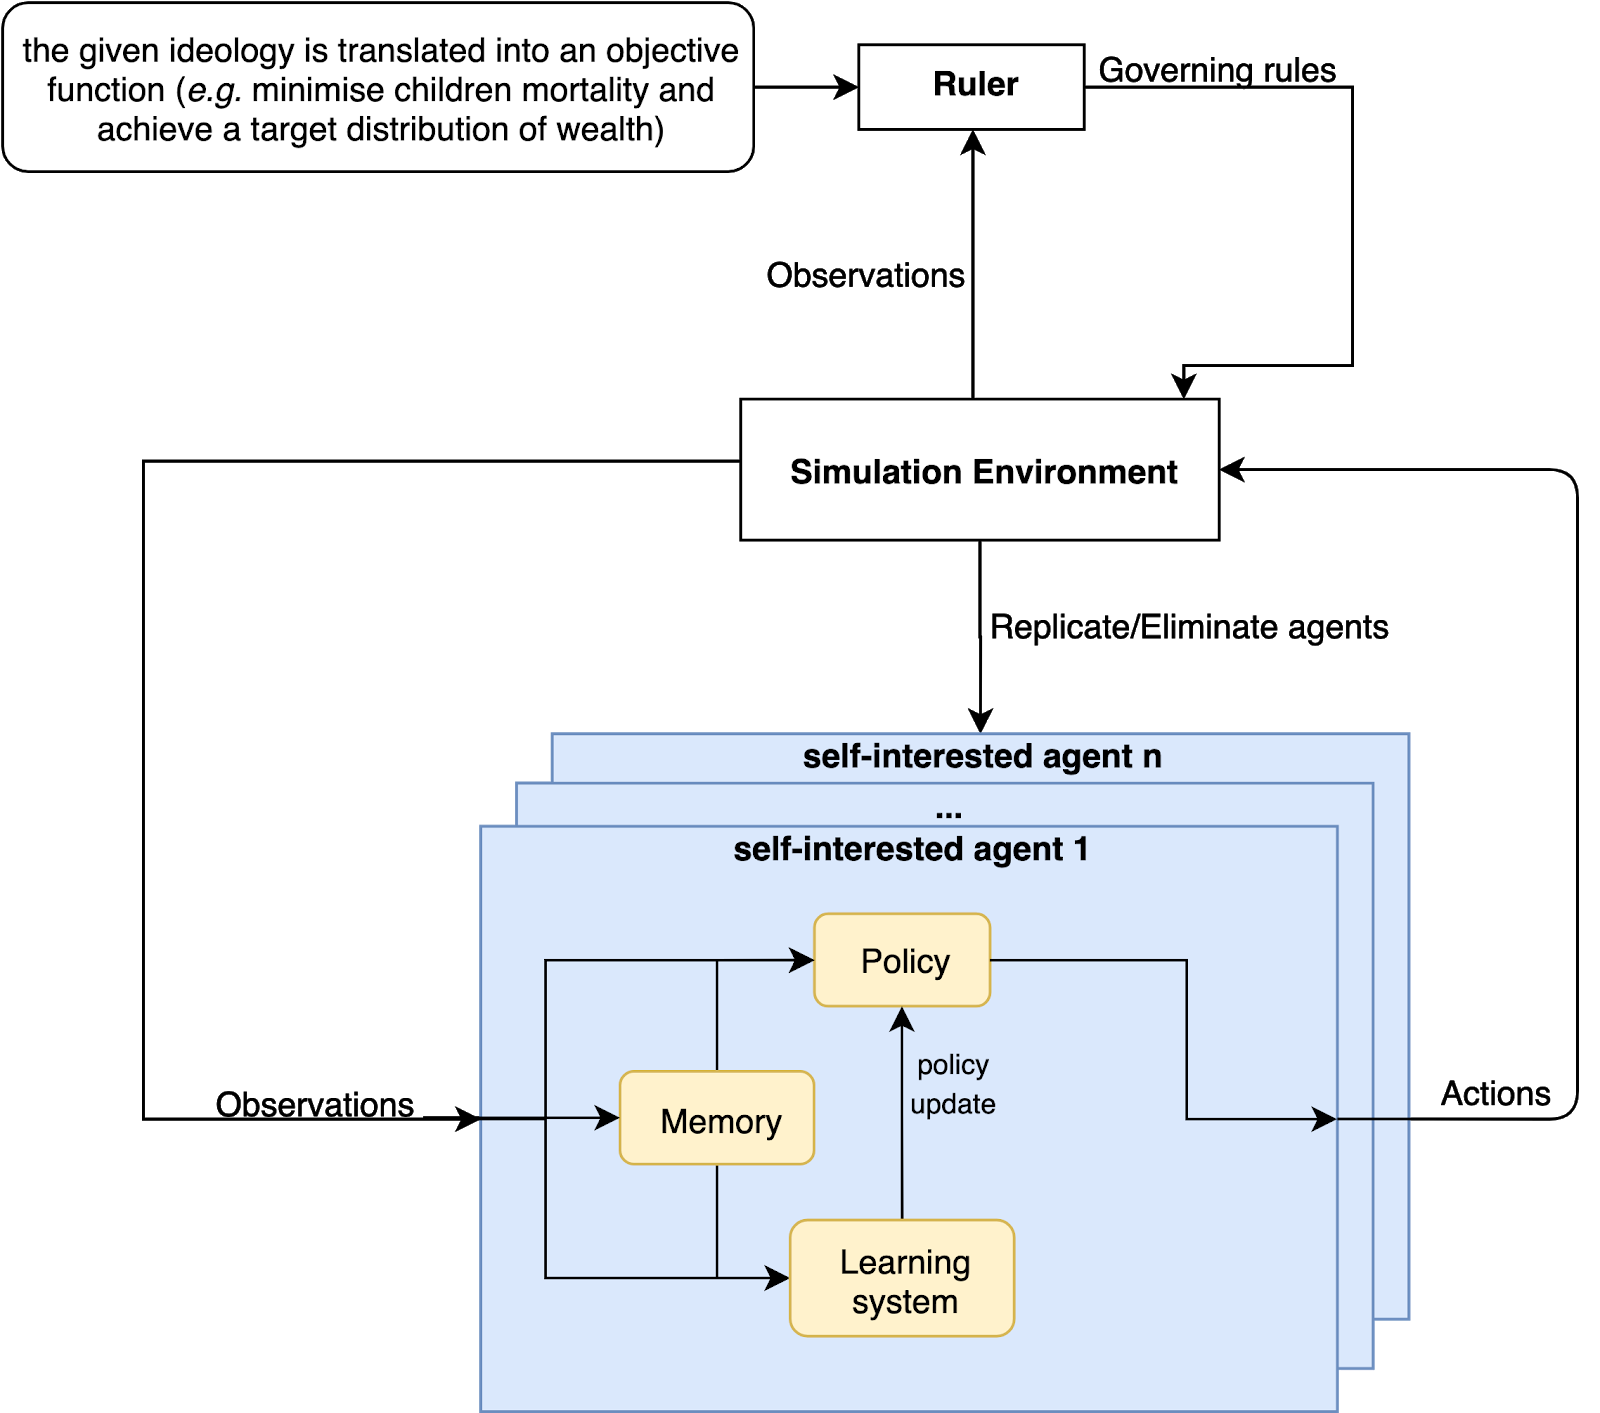 the given ideology is translated into an objective
function (e.g. minimise children mortality and
achieve a target distribution of wealth)
Ruler
Governing rules
Observations
Simulation Environment
Replicate/Eliminate agents
self-interested agent n
...
self-interested agent 1
Policy
policy
update
Observations
Memory
Actions
Learning
system